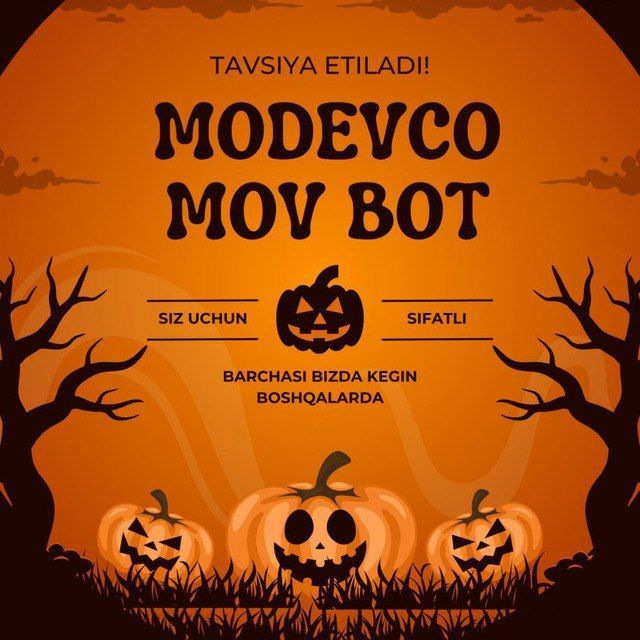 TAVSIYA ETILADI!
MODEVCO
MOV BOT
SIZ UCHUN
SIFATLI
BARCHASI BIZDA KEGIN
BOSHQALARDA